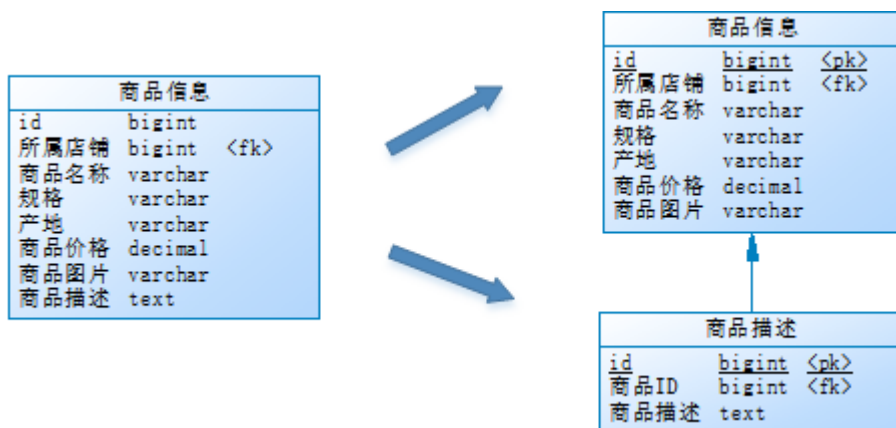 商品信息
id bigint
所属店铺 bigint <fk>
商品名称 varchar
规格 varchar
产地 varchar
商品价格 decimal
商品图片 varchar
商品描述 text
商品信息
id bigint <pk>
所属店铺 bigint <fk>
商品名称 varchar
规格 varchar
产地 varchar
商品价格 decimal
商品图片 varchar
商品描述
id bigint <pk>
商品ID bigint <fk>
商品描述 text